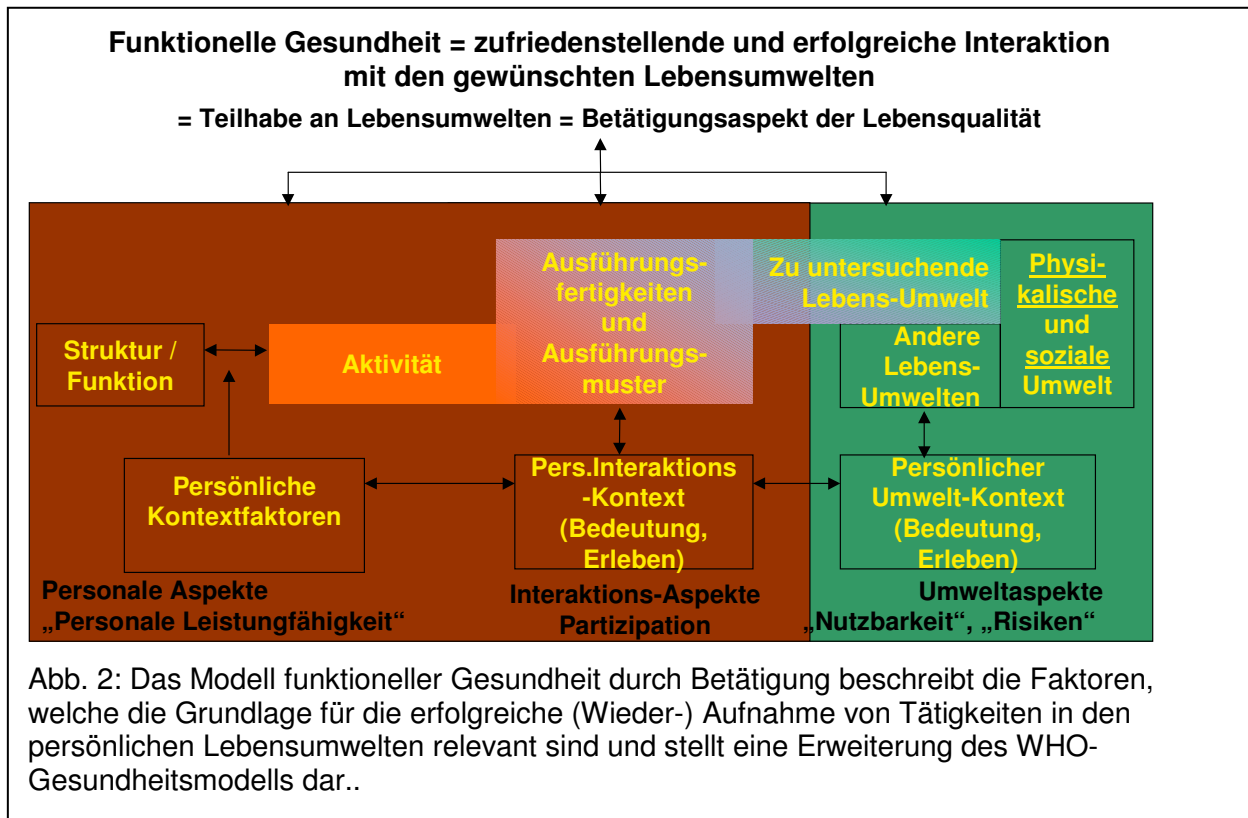 Funktionelle Gesundheit = zufriedenstellende und erfolgreiche Interaktion
mit den gewünschten Lebensumwelten
= Teilhabe an Lebensumwelten = Betätigungsaspekt der Lebensqualität
Struktur /
Funktion
Aktivität
Ausführungs-
fertigkeiten
und
Ausführungs-
muster
Zu untersuchende
Lebens-Umwelt
Andere
Lebens-
Umwelten
Physi-
kalische
und
soziale
Umwelt
Persönliche
Kontextfaktoren
Pers.Interaktions
-Kontext
(Bedeutung,
Erleben)
Persönlicher
Umwelt-Kontext
(Bedeutung,
Erleben)
Personale Aspekte
„Personale Leistungfähigkeit“
Interaktions-Aspekte
Partizipation
Umweltaspekte
„Nutzbarkeit“, „Risiken“
Abb. 2: Das Modell funktioneller Gesundheit durch Betätigung beschreibt die Faktoren,
welche die Grundlage für die erfolgreiche (Wieder-) Aufnahme von Tätigkeiten in den
persönlichen Lebensumwelten relevant sind und stellt eine Erweiterung des WHO-
Gesundheitsmodells dar..